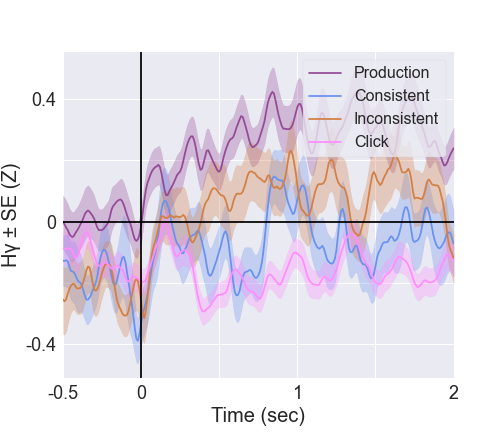 Production
Consistent
Inconsistent
Click
Hγ ± SE (Z)
0.4
0
-0.4
-0.5
0
1
2
Time (sec)